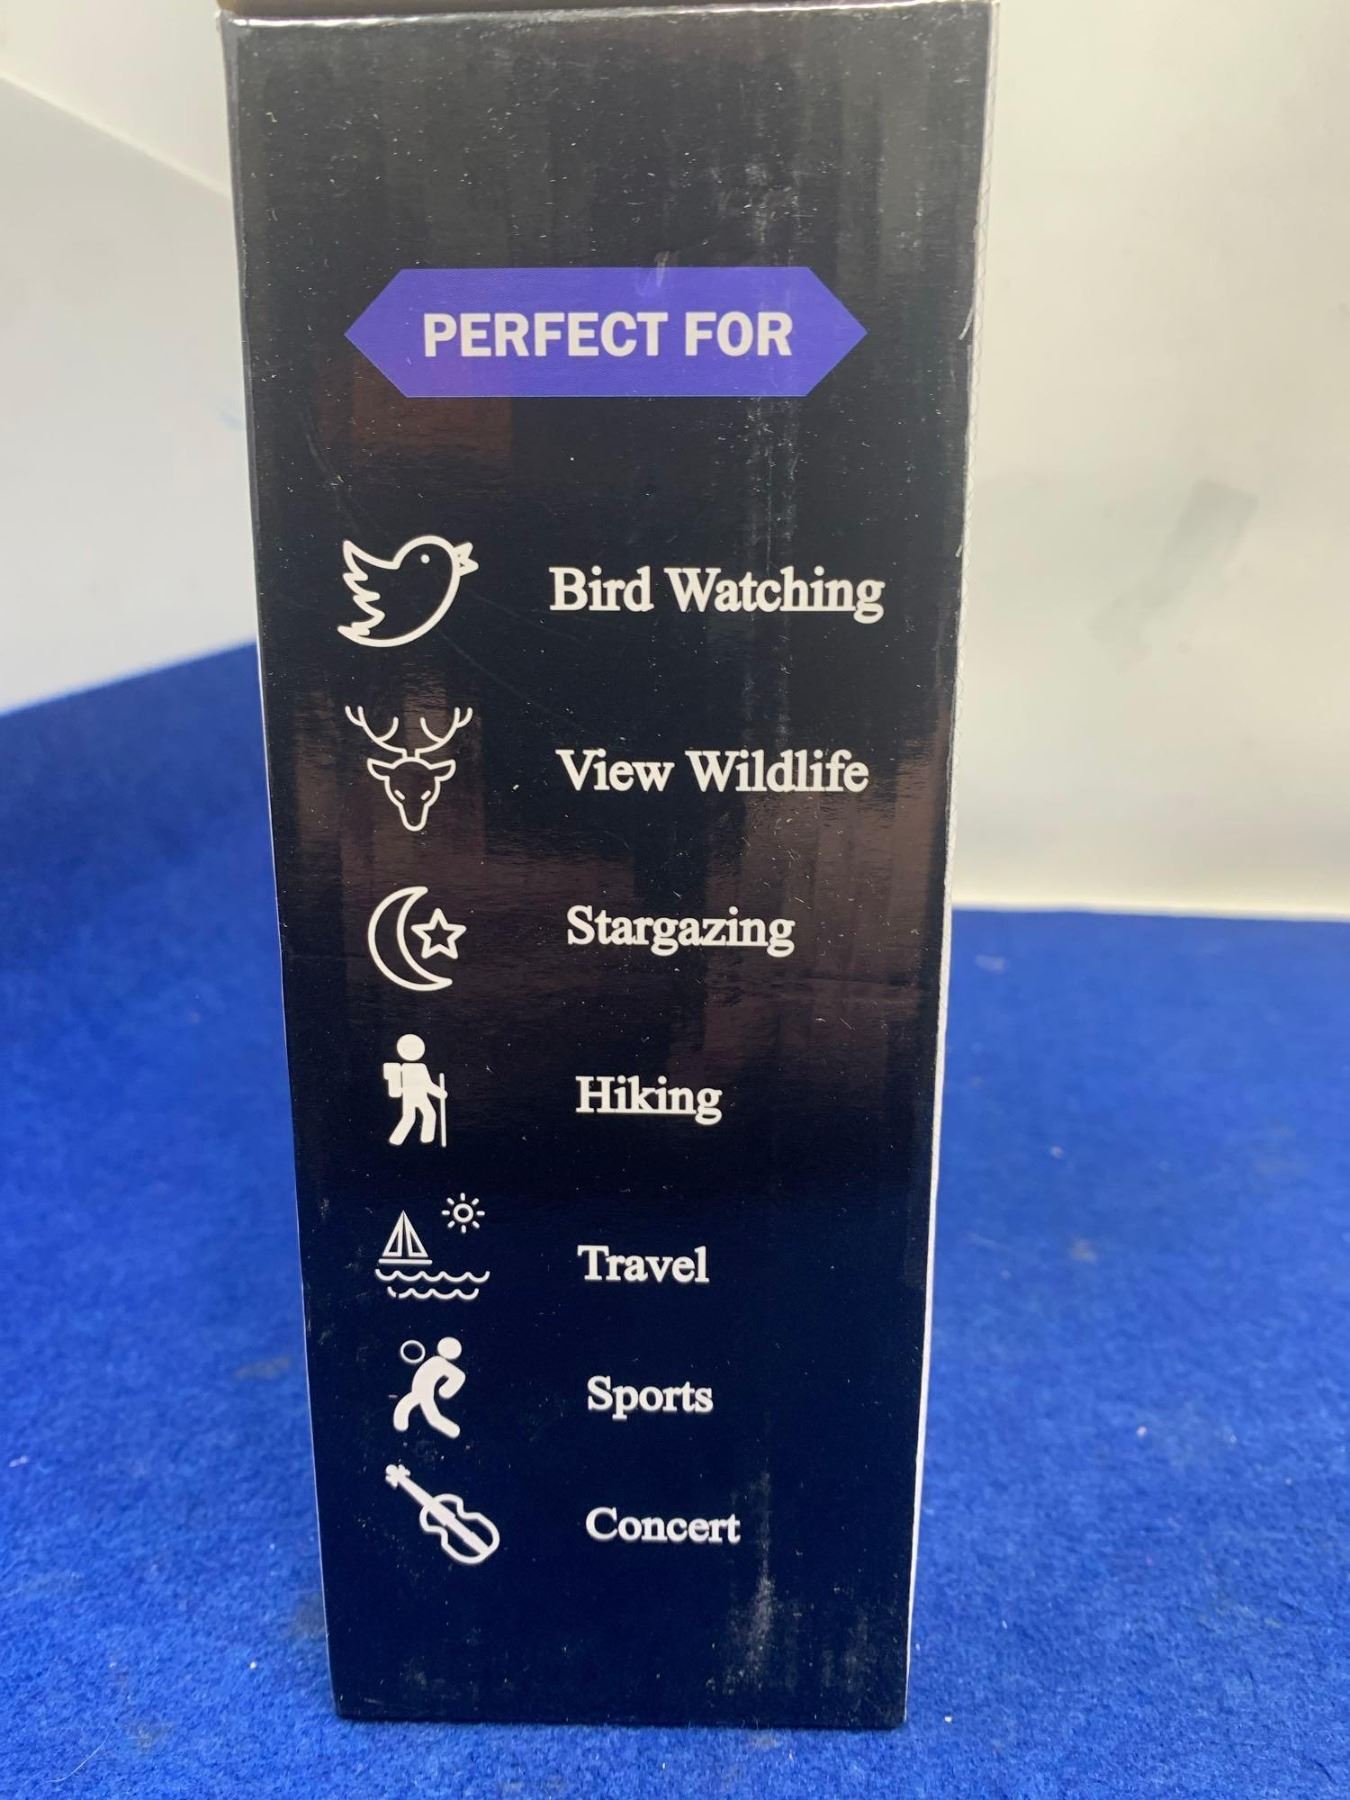 PERFECT FOR
Bird Watching
View Wildlife
Stargazing
Hiking
Travel
Sports
Concert